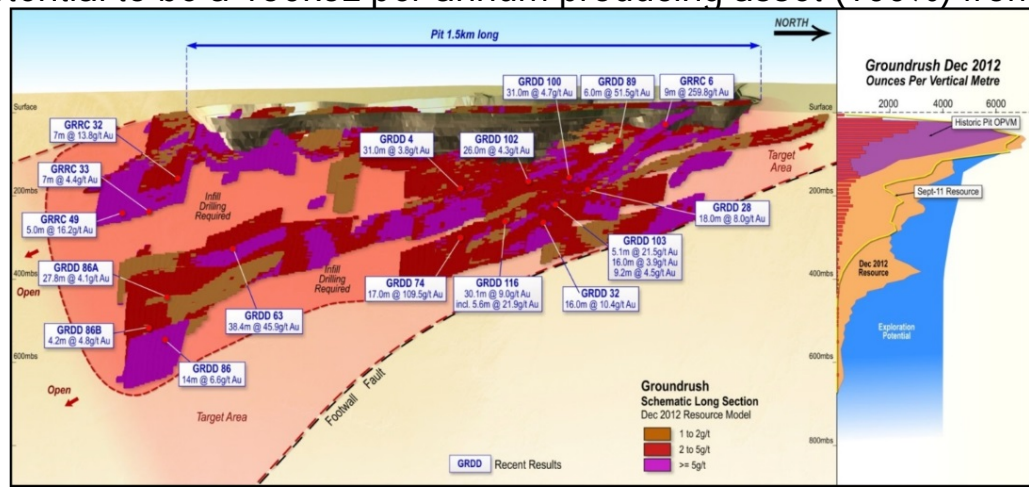 NORTH
Pit 1.5km long
Surface
200mbs
400mbs
600mbs
GRRC 32
7m @ 13.8g/t Au
GRRC 33
7m @ 4.4g/t Au
GRRC 49
5.0m @ 16.2g/t Au
GRDD 86A
27.8m @ 4.1g/t Au
GRDD 86B
4.2m @ 4.8g/t Au
GRDD 86
14m @ 6.6g/t Au
GRDD 63
38.4m @ 45.9g/t Au
GRDD 4
31.0m @ 3.8g/t Au
GRDD 102
26.0m @ 4.3g/t Au
GRDD 100
31.0m @ 4.7g/t Au
GRDD 89
6.0m @ 51.5g/t Au
GRRC 6
9m @ 259.8g/t Au
GRDD 28
18.0m @ 8.0g/t Au
GRDD 103
5.1m @ 21.5g/t Au
16.0m @ 3.9g/t Au
9.2m @ 4.5g/t Au
GRDD 32
16.0m @ 10.4g/t Au
GRDD 116
30.1m @ 9.0g/t Au
incl. 5.6m @ 21.9g/t Au
GRDD 74
17.0m @ 109.5g/t Au
Infill
Drilling
Required
Infill
Drilling
Required
Open
Open
Target Area
Target
Area
Footwall Fault
Surface
200mbs
400mbs
600mbs
800mbs
Groundrush
Schematic Long Section
Dec 2012 Resource Model
1 to 2g/t
2 to 5g/t
>= 5g/t
GRDD Recent Results
Groundrush Dec 2012
Ounces Per Vertical Metre
2000 4000 6000
Historic Pit OPVM
Sept-11 Resource
Dec 2012
Resource
Exploration
Potential